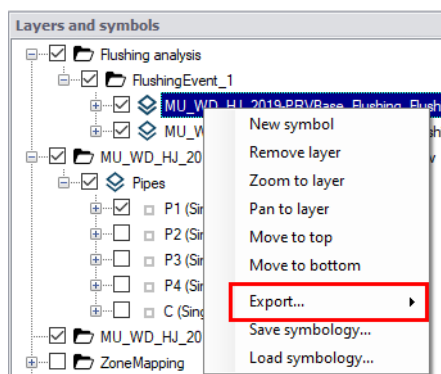 Layers and symbols
Flushing analysis
FlushingEvent_1
MU_WD_HJ_2019-PRVBase_Flushing_Flush
MU_W
MU_WD_HJ_20
Pipes
P1 (Sin
P2 (Sir
P3 (Sir
P4 (Sir
C (Sing
MU_WD_HJ_20
ZoneMapping
New symbol
Remove layer
Zoom to layer
Pan to layer
Move to top
Move to bottom
Export...
Save symbology...
Load symbology...